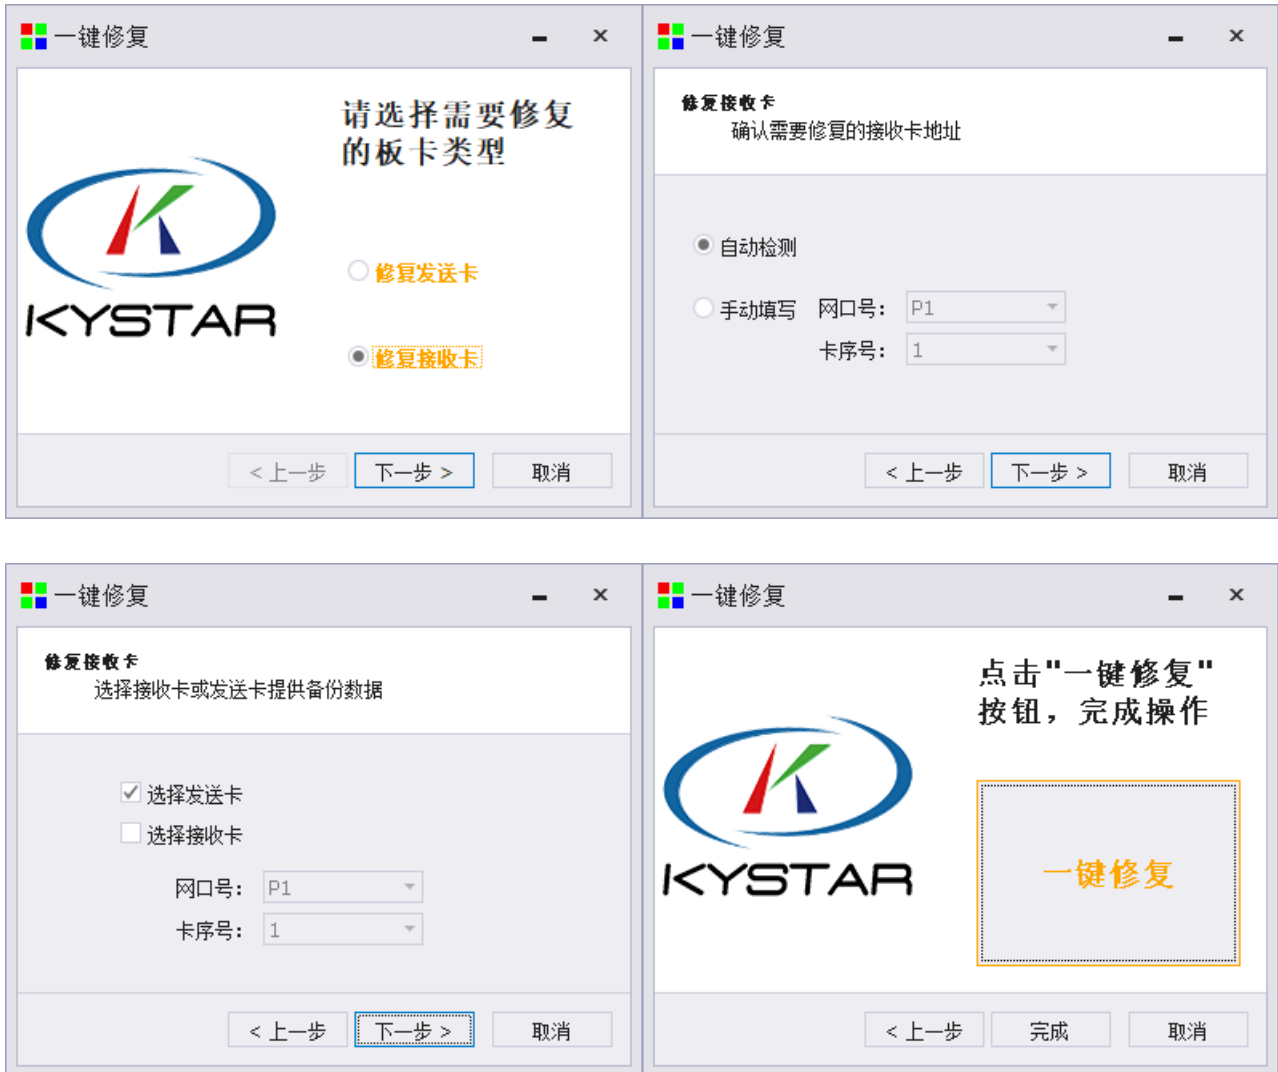 一键修复
请选择需要修复
的板卡类型
KYSTAR
修复发送卡
修复接收卡
< 上一步
下一步 >
取消
一键修复
修复接收卡
确认需要修复的接收卡地址
自动检测
手动填写 网口号： P1
卡序号： 1
< 上一步
下一步 >
取消
一键修复
修复接收卡
选择接收卡或发送卡提供备份数据
选择发送卡
选择接收卡
网口号： P1
卡序号： 1
< 上一步
下一步 >
取消
一键修复
点击"一键修复"
按钮，完成操作
KYSTAR
一键修复
< 上一步
完成
取消